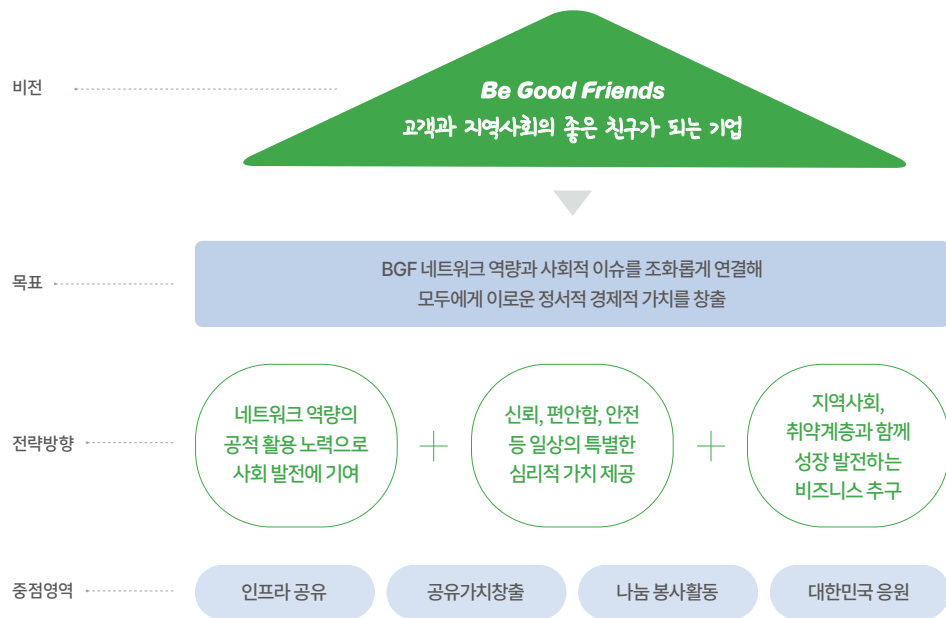 비전
Be Good Friends
고객과 지역사회의 좋은 친구가 되는 기업
목표
BGF 네트워크 역량과 사회적 이슈를 조화롭게 연결해
모두에게 이로운 정서적 경제적 가치를 창출
전략방향
네트워크 역량의
공적 활용 노력으로
사회 발전에 기여
+
신뢰, 편안함, 안전
등 일상의 특별한
심리적 가치 제공
+
지역사회,
취약계층과 함께
성장 발전하는
비즈니스 추구
중점영역
인프라 공유
공유가치창출
나눔 봉사활동
대한민국 응원